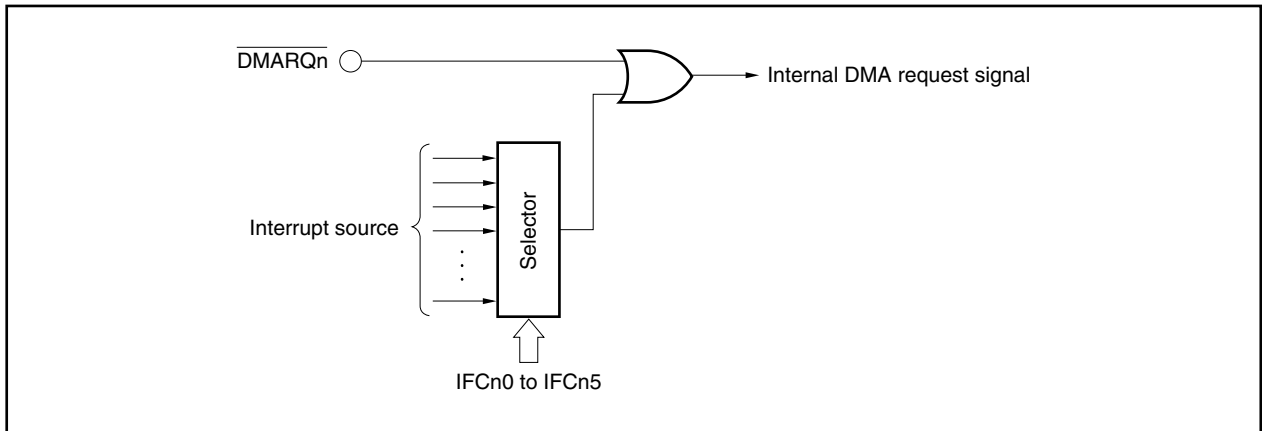 DMARQn
Internal DMA request signal
Interrupt source
Selector
IFCn0 to IFCn5